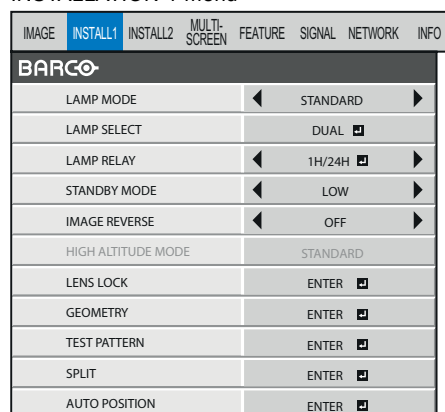 INSTALLATION 1 Menu
IMAGE INSTALL1 INSTALL2 MULTI-SCREEN FEATURE SIGNAL NETWORK INFO
BARCO
LAMP MODE STANDARD
LAMP SELECT DUAL
LAMP RELAY 1H/24H
STANDBY MODE LOW
IMAGE REVERSE OFF
HIGH ALTITUDE MODE STANDARD
LENS LOCK ENTER
GEOMETRY ENTER
TEST PATTERN ENTER
SPLIT ENTER
AUTO POSITION ENTER